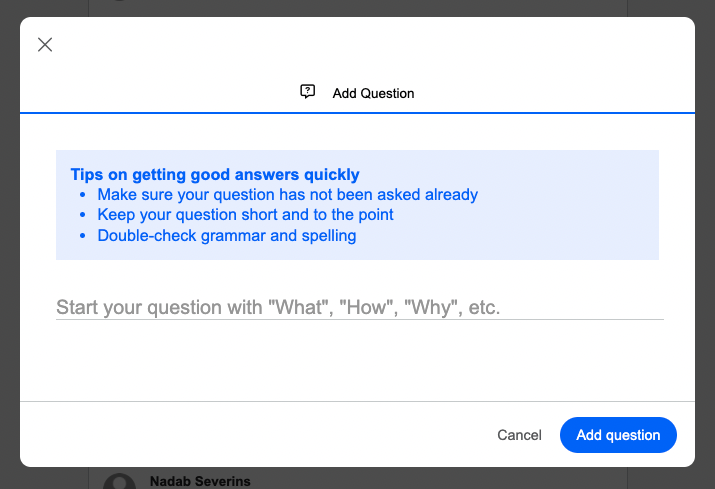 Add Question
Tips on getting good answers quickly
• Make sure your question has not been asked already
• Keep your question short and to the point
• Double-check grammar and spelling
Start your question with "What", "How", "Why", etc.
Cancel
Add question
Nadab Severins